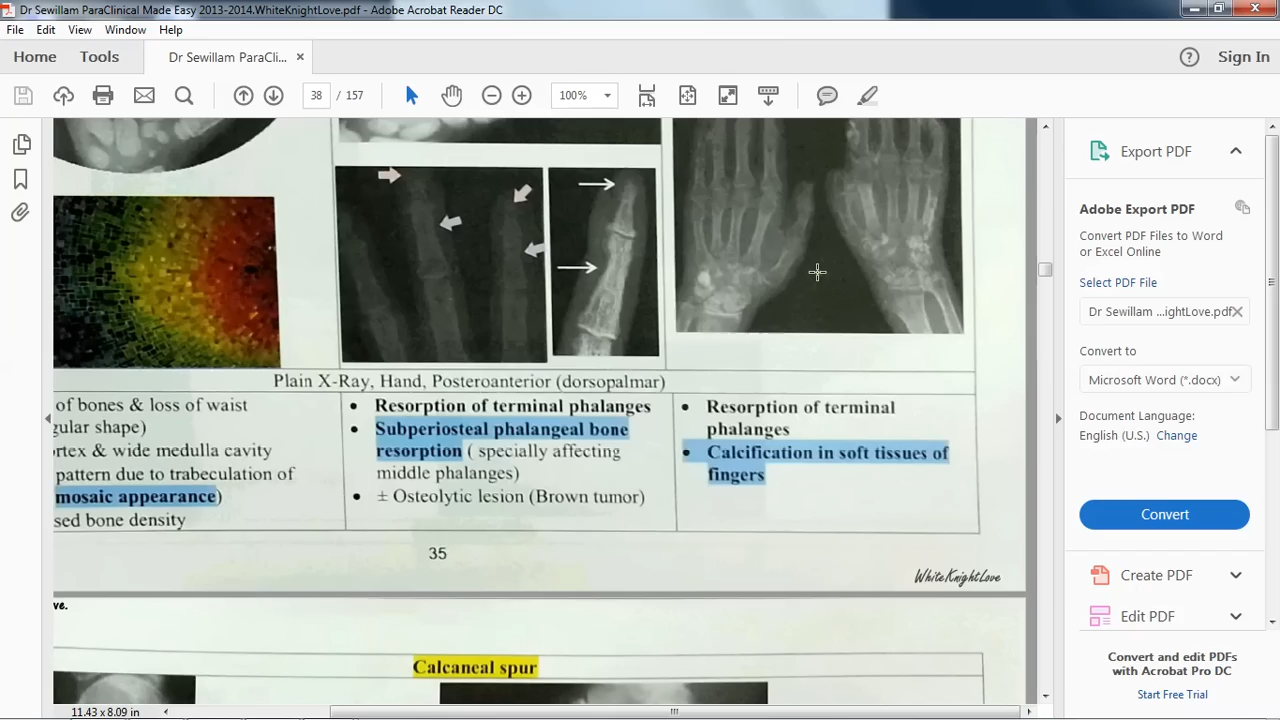 Dr Sewillam ParaClinical Made Easy 2013-2014.WhiteKnightLove.pdf - Adobe Acrobat Reader DC
File Edit View Window Help
Home Tools Dr Sewillam ParaCli... × Sign In
38 / 157 100%
Plain X-Ray, Hand, Posteroanterior (dorsopalmar)
of bones & loss of waist
gular shape)
ortex & wide medulla cavity
pattern due to trabeculation of
mosaic appearance)
sed bone density
• Resorption of terminal phalanges
• Subperiosteal phalangeal bone
resorption ( specially affecting
middle phalanges)
• ± Osteolytic lesion (Brown tumor)
• Resorption of terminal
phalanges
• Calcification in soft tissues of
fingers
35
WhiteKnightLove
ve.
Calcaneal spur
11.43 x 8.09 in
Export PDF
Adobe Export PDF
Convert PDF Files to Word
or Excel Online
Select PDF File
Dr Sewillam ...ightLove.pdf
Convert to
Microsoft Word (*.docx)
Document Language:
English (U.S.) Change
Convert
Create PDF
Edit PDF
Convert and edit PDFs
with Acrobat Pro DC
Start Free Trial